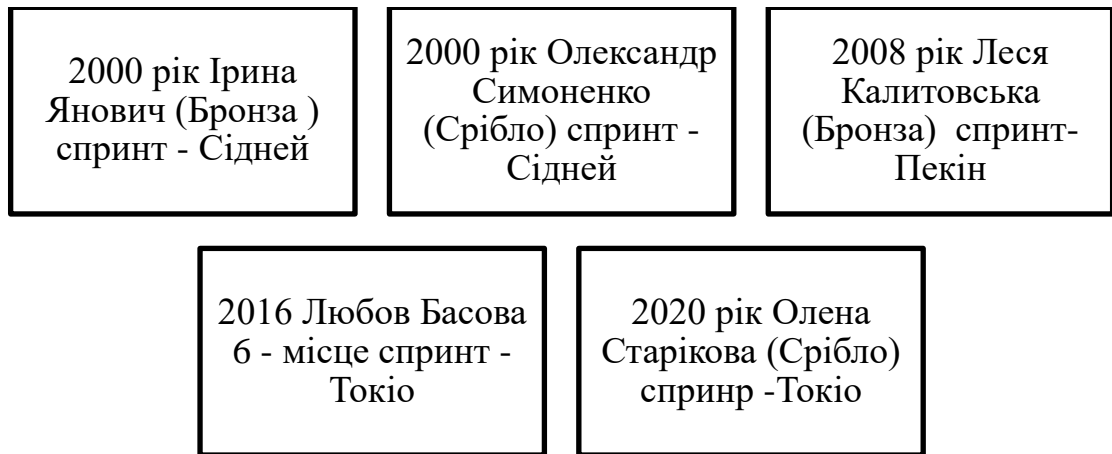 2000 рік Ірина
Янович (Бронза )
спринт - Сідней
2000 рік Олександр
Симоненко
(Срібло) спринт -
Сідней
2008 рік Леся
Калитовська
(Бронза)  спринт-
Пекін
2016 Любов Басова
6 - місце спринт -
Токіо
2020 рік Олена
Старікова (Срібло)
спринр -Токіо